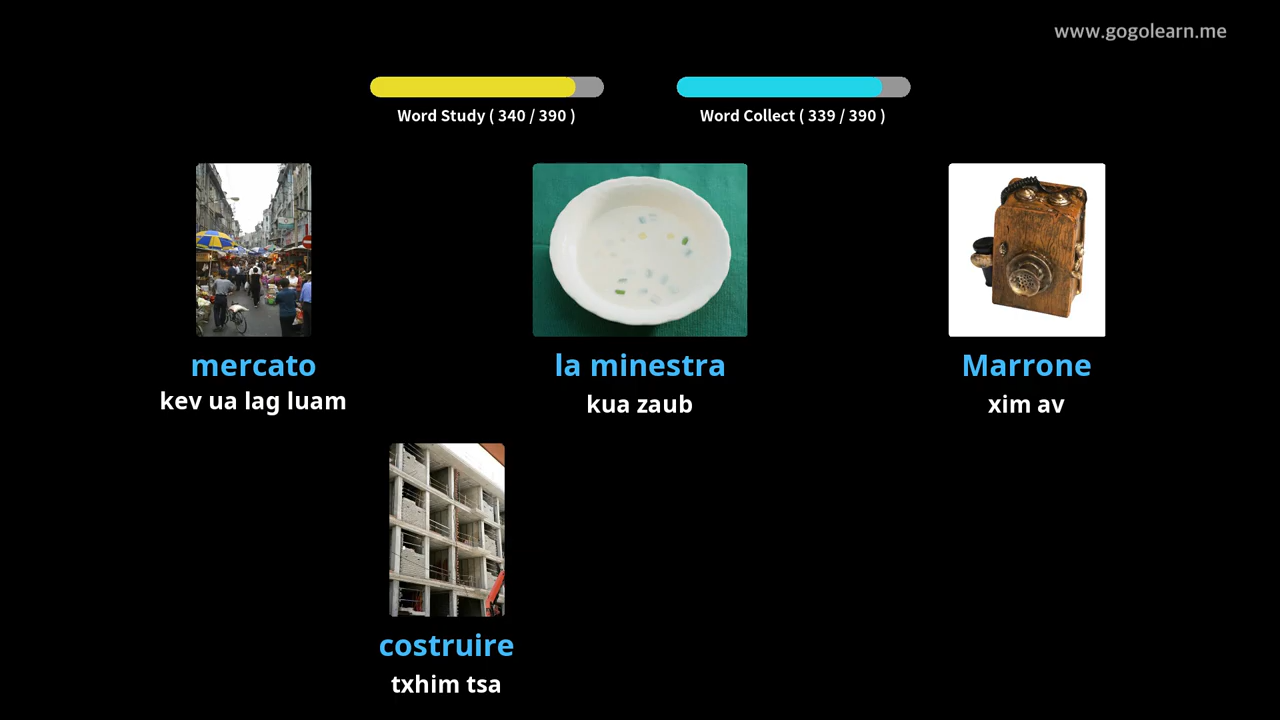 www.gogolearn.me
Word Study ( 340 / 390 )
Word Collect ( 339 / 390 )
mercato
kev ua lag luam
la minestra
kua zaub
Marrone
xim av
costruire
txhim tsa